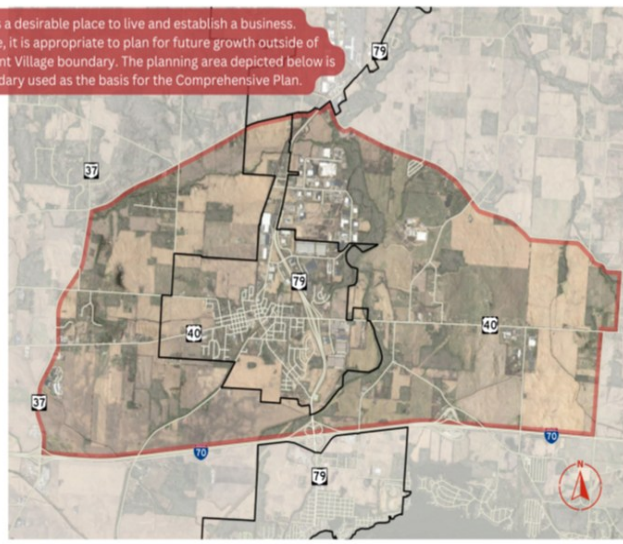 s a desirable place to live and establish a business.
, it is appropriate to plan for future growth outside of
nt Village boundary. The planning area depicted below is
dary used as the basis for the Comprehensive Plan.
79
37
79
40
40
37
70
70
79
N